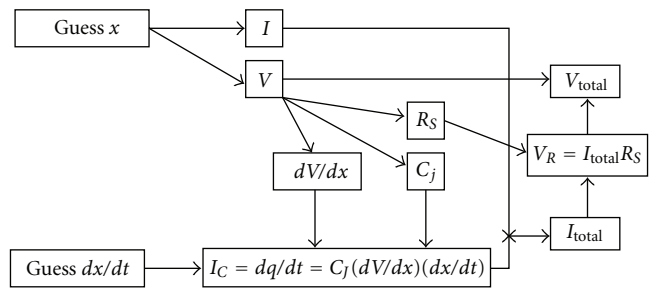 Guess x
I
V
V_total
R_S
V_R = I_total R_S
dV/dx
C_j
I_total
Guess dx/dt
I_C = dq/dt = C_J(dV/dx)(dx/dt)